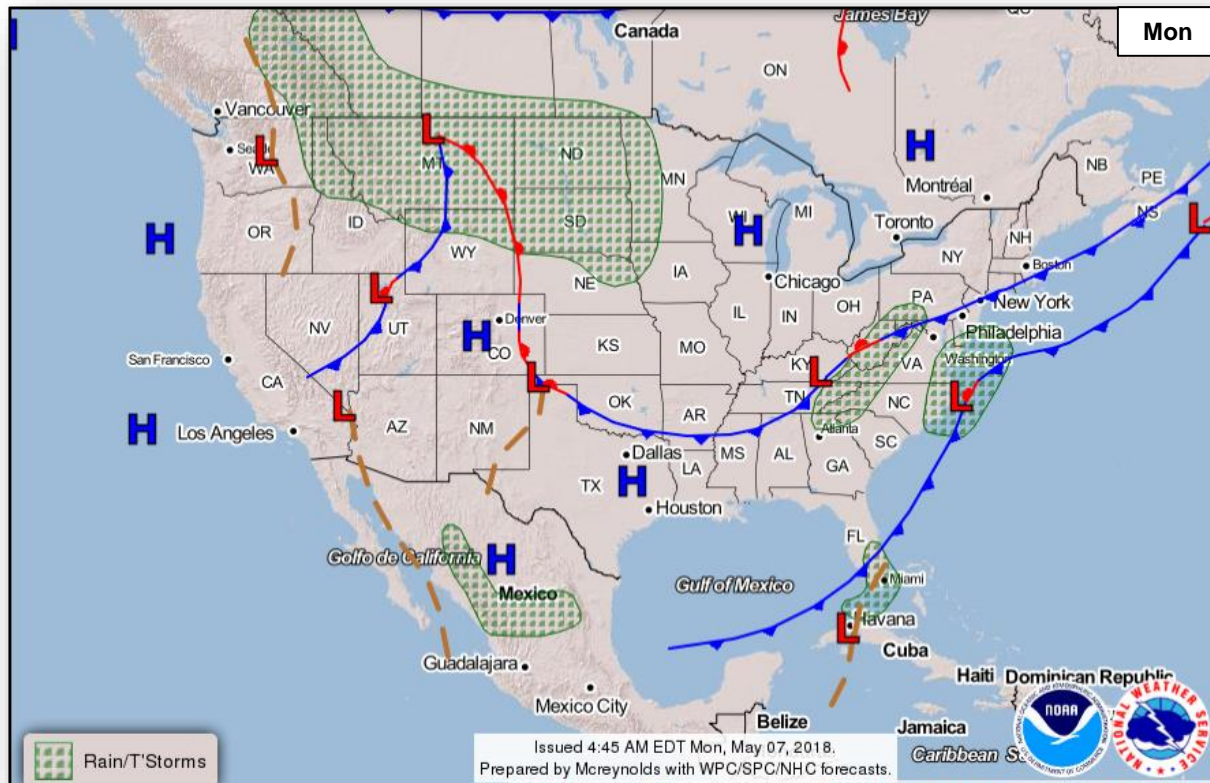 James Bay
QC
Mon
Canada
H
ON
Vancouver
L
H
Seattle
L
WA
MT
ND
MN
NB
PE
Montréal
NS
L
OR
ID
SD
WI
MI
Toronto
NH
H
H
WY
NY
Boston
IA
Chicago
L
NE
OH
PA
New York
NV
UT
Denver
IL
IN
Philadelphia
H
CO
KS
MO
KY
VA
Washington
San Francisco
CA
L
L
TN
L
L
OK
AR
NC
H
Los Angeles
AZ
NM
Atlanta
SC
Dallas
MS
AL
GA
LA
H
TX
Houston
FL
Golfo de California
H
Gulf of Mexico
Miami
Mexico
L
Havana
Cuba
Guadalajara
Haiti
Dominican Republic
Mexico City
Belize
Jamaica
NOAA
NATIONAL WEATHER SERVICE
Rain/T'Storms
Issued 4:45 AM EDT Mon, May 07, 2018.
Prepared by Mcreynolds with WPC/SPC/NHC forecasts.
Caribbean